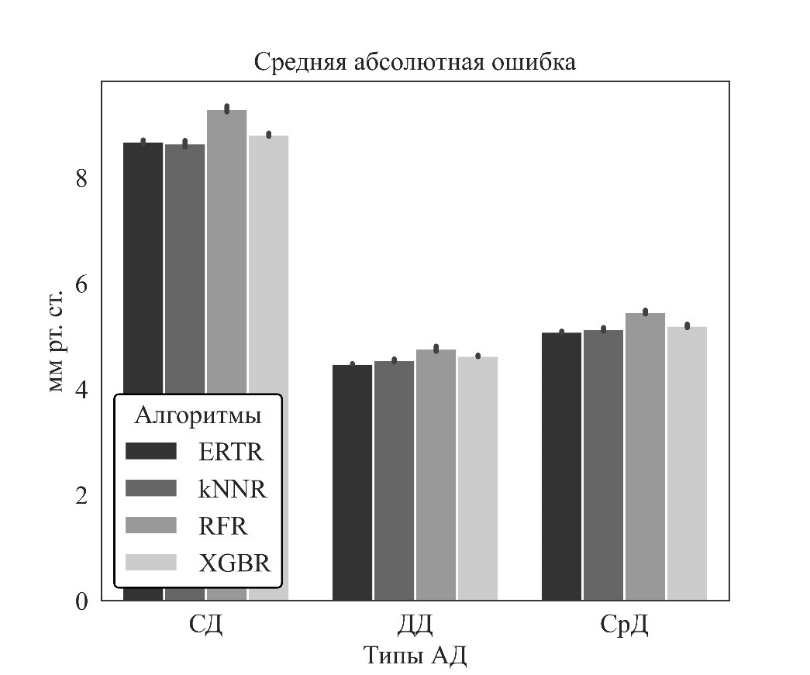 Средняя абсолютная ошибка
мм рт. ст.
8
6
4
2
0
Алгоритмы
ERTR
kNNR
RFR
XGBR
СД ДД СрД
Типы АД